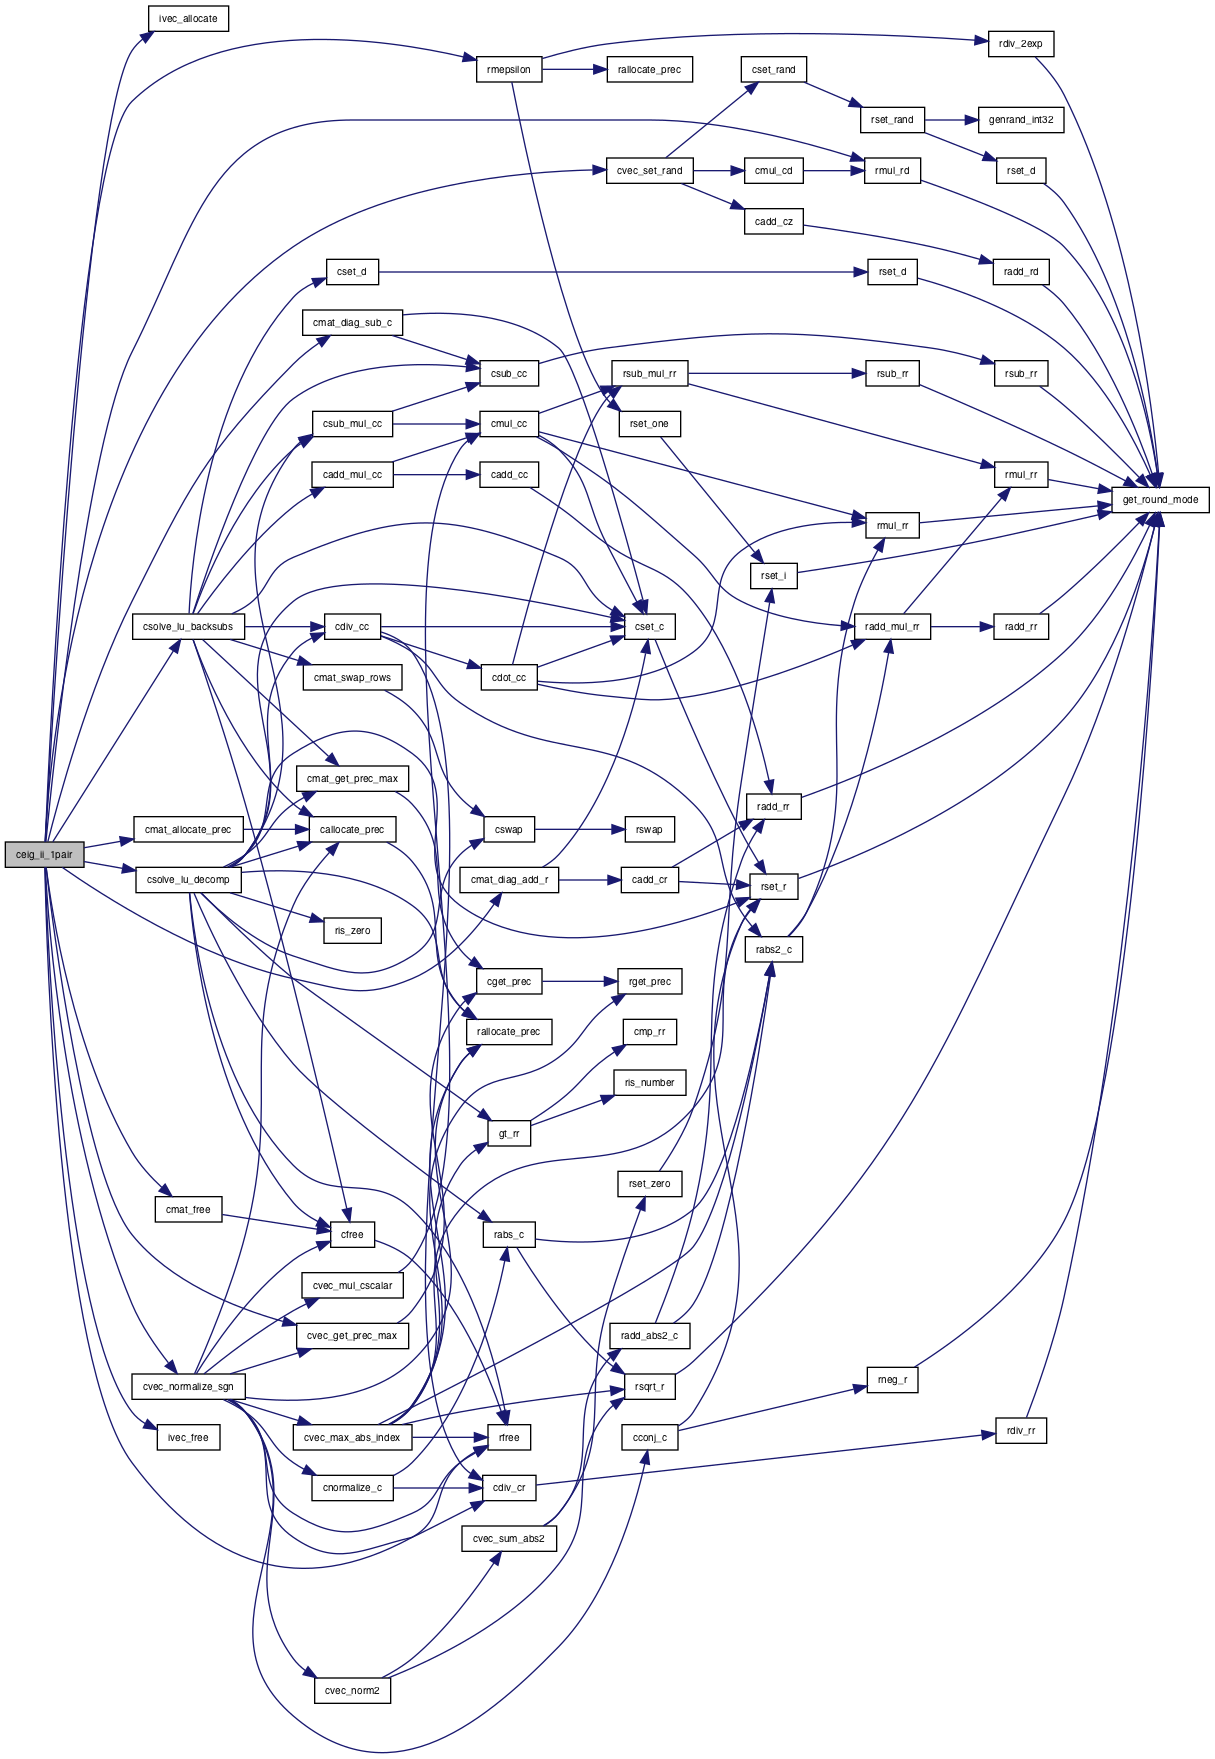 ivec_allocate
rdiv_2exp
rmepsilon
rallocate_prec
cset_rand
rset_rand
genrand_int32
cvec_set_rand
cmul_cd
rmul_rd
rset_d
cadd_cz
cset_d
rset_d
radd_rd
cmat_diag_sub_c
csub_cc
rsub_mul_rr
rsub_rr
rsub_rr
csub_mul_cc
cmul_cc
rset_one
cadd_mul_cc
cadd_cc
rmul_rr
get_round_mode
rmul_rr
rset_i
csolve_lu_backsubs
cdiv_cc
cset_c
radd_mul_rr
radd_rr
cmat_swap_rows
cdot_cc
cmat_get_prec_max
radd_rr
cmat_allocate_prec
callocate_prec
cswap
rswap
ceig_ii_1pair
csolve_lu_decomp
cmat_diag_add_r
cadd_cr
rset_r
ris_zero
rabs2_c
cget_prec
rget_prec
rallocate_prec
cmp_rr
ris_number
gt_rr
rset_zero
cmat_free
cfree
rabs_c
cvec_mul_cscalar
cvec_get_prec_max
radd_abs2_c
cvec_normalize_sgn
rsqrt_r
rneg_r
ivec_free
cvec_max_abs_index
rfree
cconj_c
rdiv_rr
cnormalize_c
cdiv_cr
cvec_sum_abs2
cvec_norm2